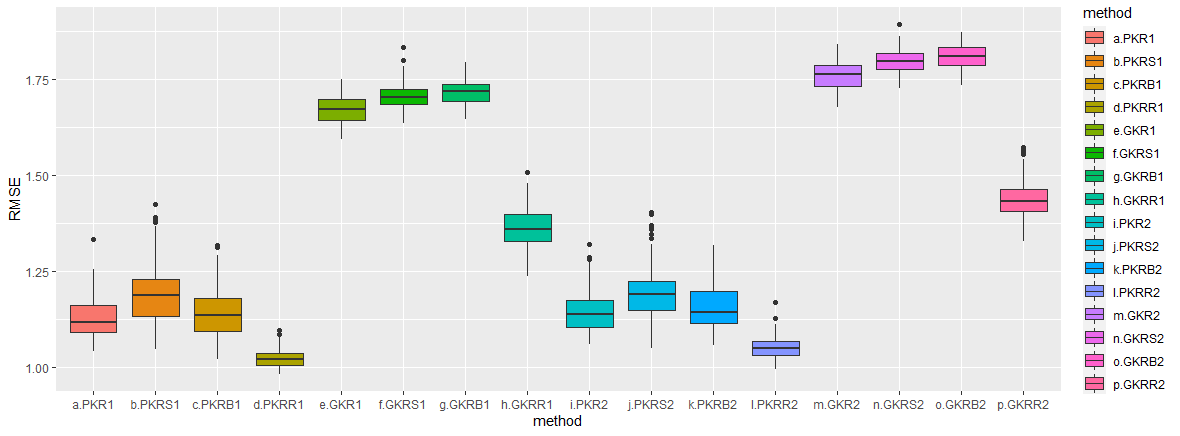 RMSE
1.75
1.50
1.25
1.00
a.PKR1 b.PKRS1 c.PKRB1 d.PKRR1 e.GKR1 f.GKRS1 g.GKRB1 h.GKRR1 i.PKR2 j.PKRS2 k.PKRB2 l.PKRR2 m.GKR2 n.GKRS2 o.GKRB2 p.GKRR2
method
method
a.PKR1
b.PKRS1
c.PKRB1
d.PKRR1
e.GKR1
f.GKRS1
g.GKRB1
h.GKRR1
i.PKR2
j.PKRS2
k.PKRB2
l.PKRR2
m.GKR2
n.GKRS2
o.GKRB2
p.GKRR2